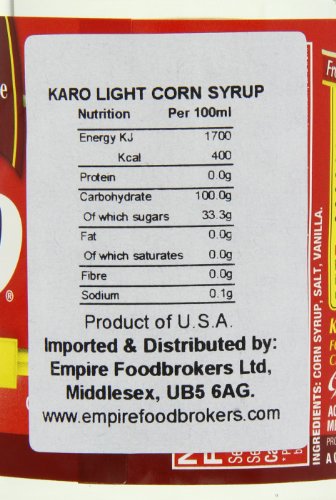 KARO LIGHT CORN SYRUP
Nutrition Per 100ml
Energy KJ 1700
Kcal 400
Protein 0.0g
Carbohydrate 100.0g
Of which sugars 33.3g
Fat 0.0g
Of which saturates 0.0g
Fibre 0.0g
Sodium 0.1g
Product of U.S.A.
Imported & Distributed by:
Empire Foodbrokers Ltd,
Middlesex, UB5 6AG.
www.empirefoodbrokers.com
®
INGREDIENTS: CORN SYRUP, SALT, VANILLA.